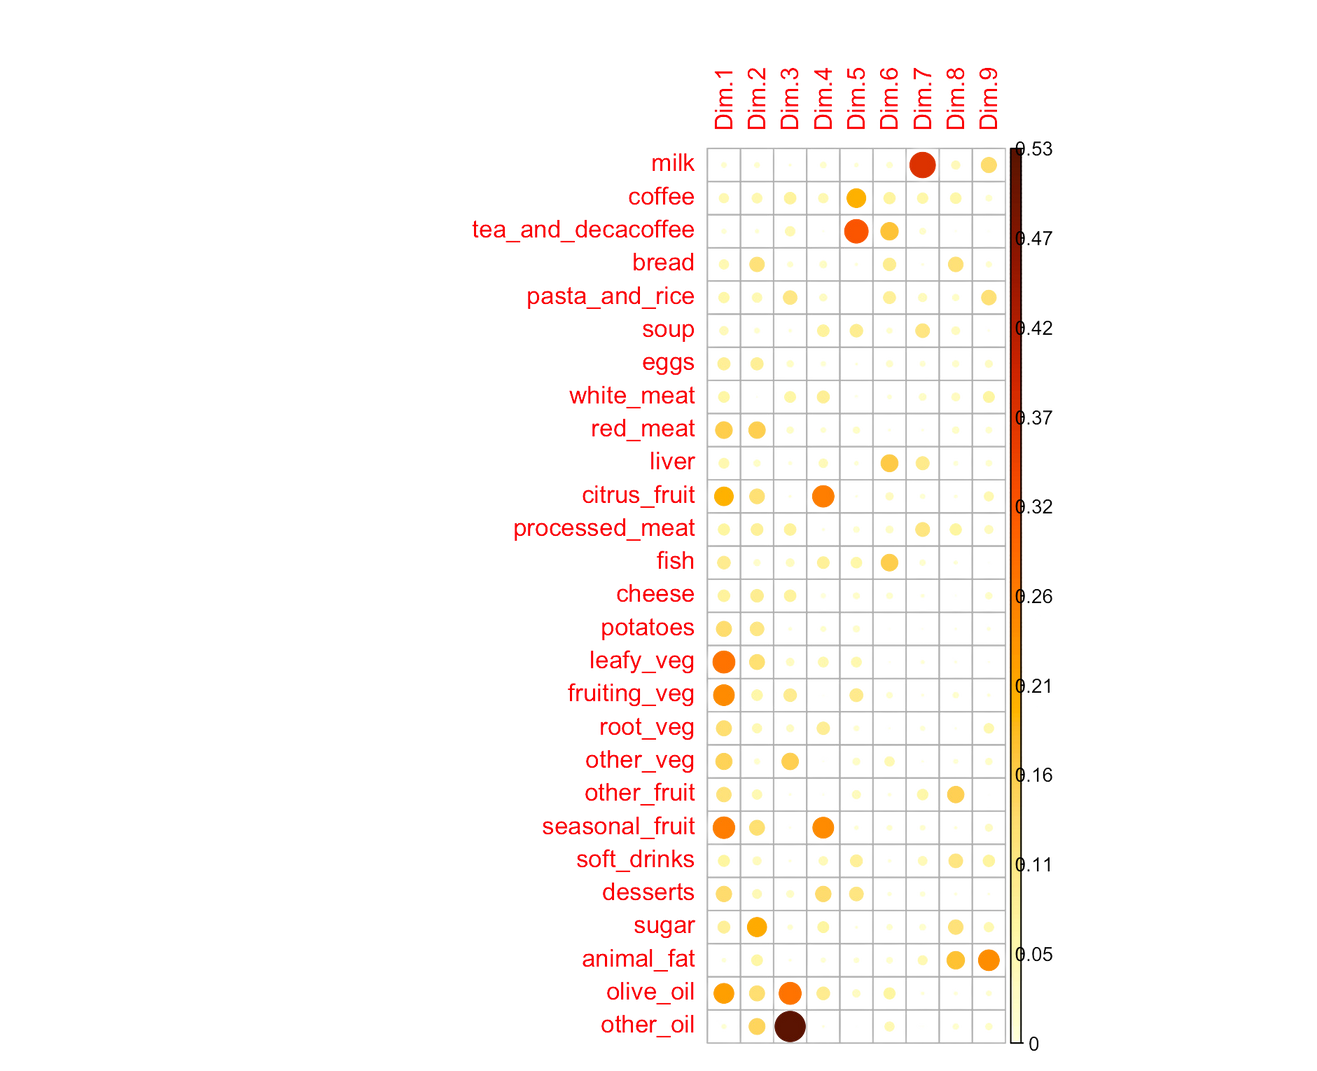 Dim.1 Dim.2 Dim.3 Dim.4 Dim.5 Dim.6 Dim.7 Dim.8 Dim.9
milk
coffee
tea_and_decacoffee
bread
pasta_and_rice
soup
eggs
white_meat
red_meat
liver
citrus_fruit
processed_meat
fish
cheese
potatoes
leafy_veg
fruiting_veg
root_veg
other_veg
other_fruit
seasonal_fruit
soft_drinks
desserts
sugar
animal_fat
olive_oil
other_oil
0.53
0.47
0.42
0.37
0.32
0.26
0.21
0.16
0.11
0.05
0